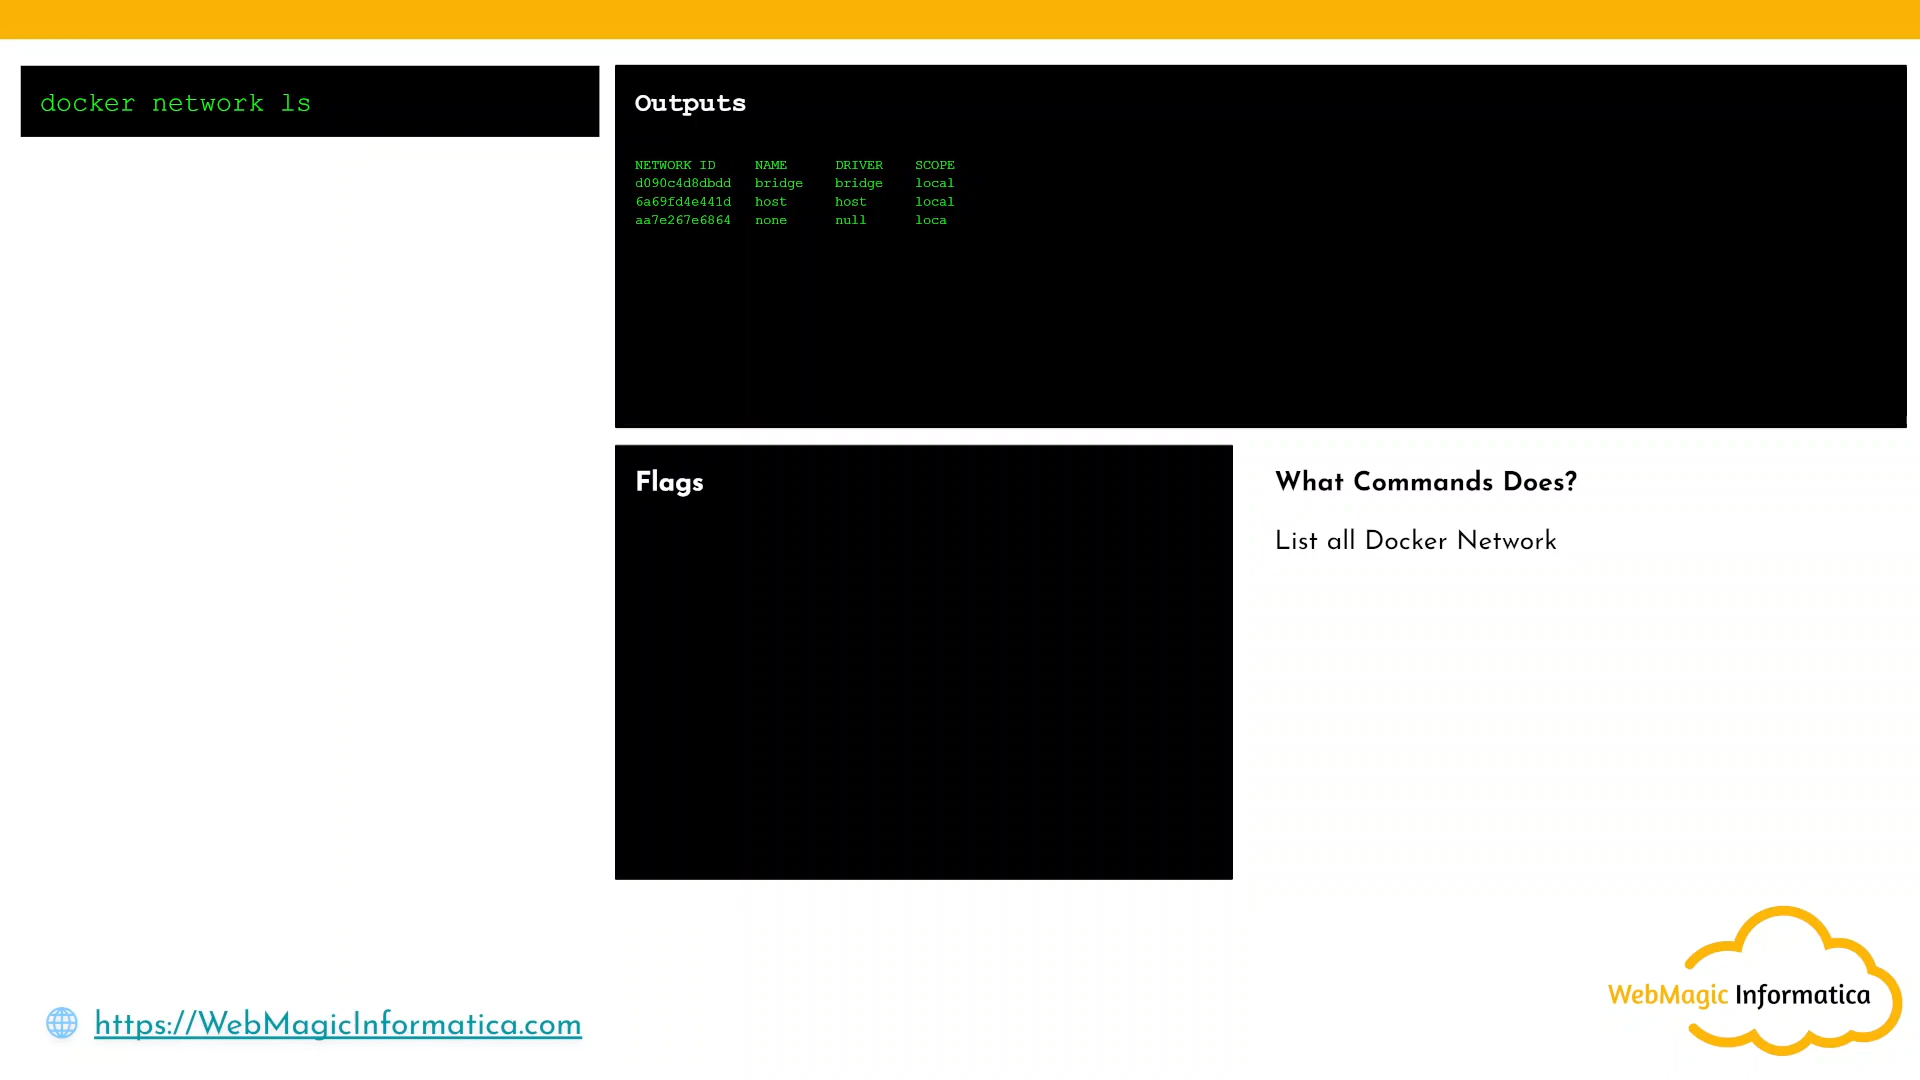 docker network ls
Outputs
NETWORK ID NAME DRIVER SCOPE
d090c4d8dbdd bridge bridge local
6a69fd4e441d host host local
aa7e267e6864 none null loca
Flags
What Commands Does?
List all Docker Network
https://WebMagicInformatica.com
WebMagic Informatica